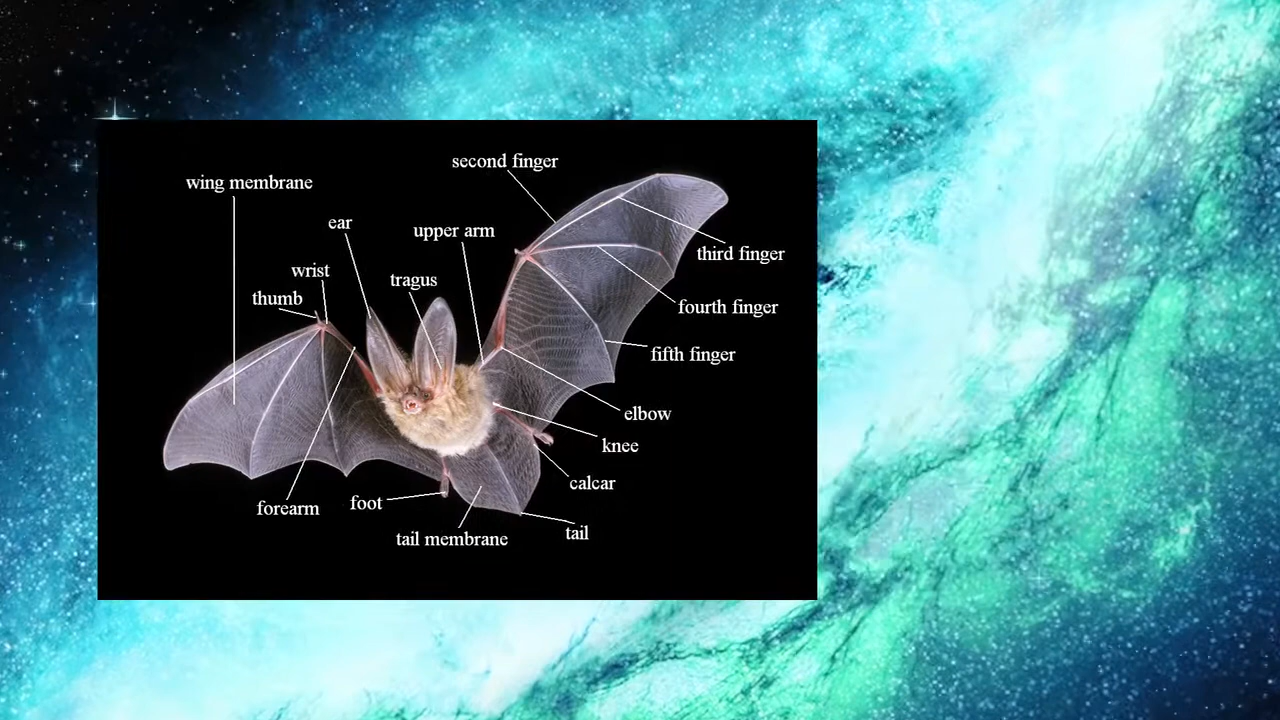 second finger
wing membrane
ear
upper arm
third finger
wrist
tragus
thumb
fourth finger
fifth finger
elbow
knee
calcar
foot
forearm
tail
tail membrane